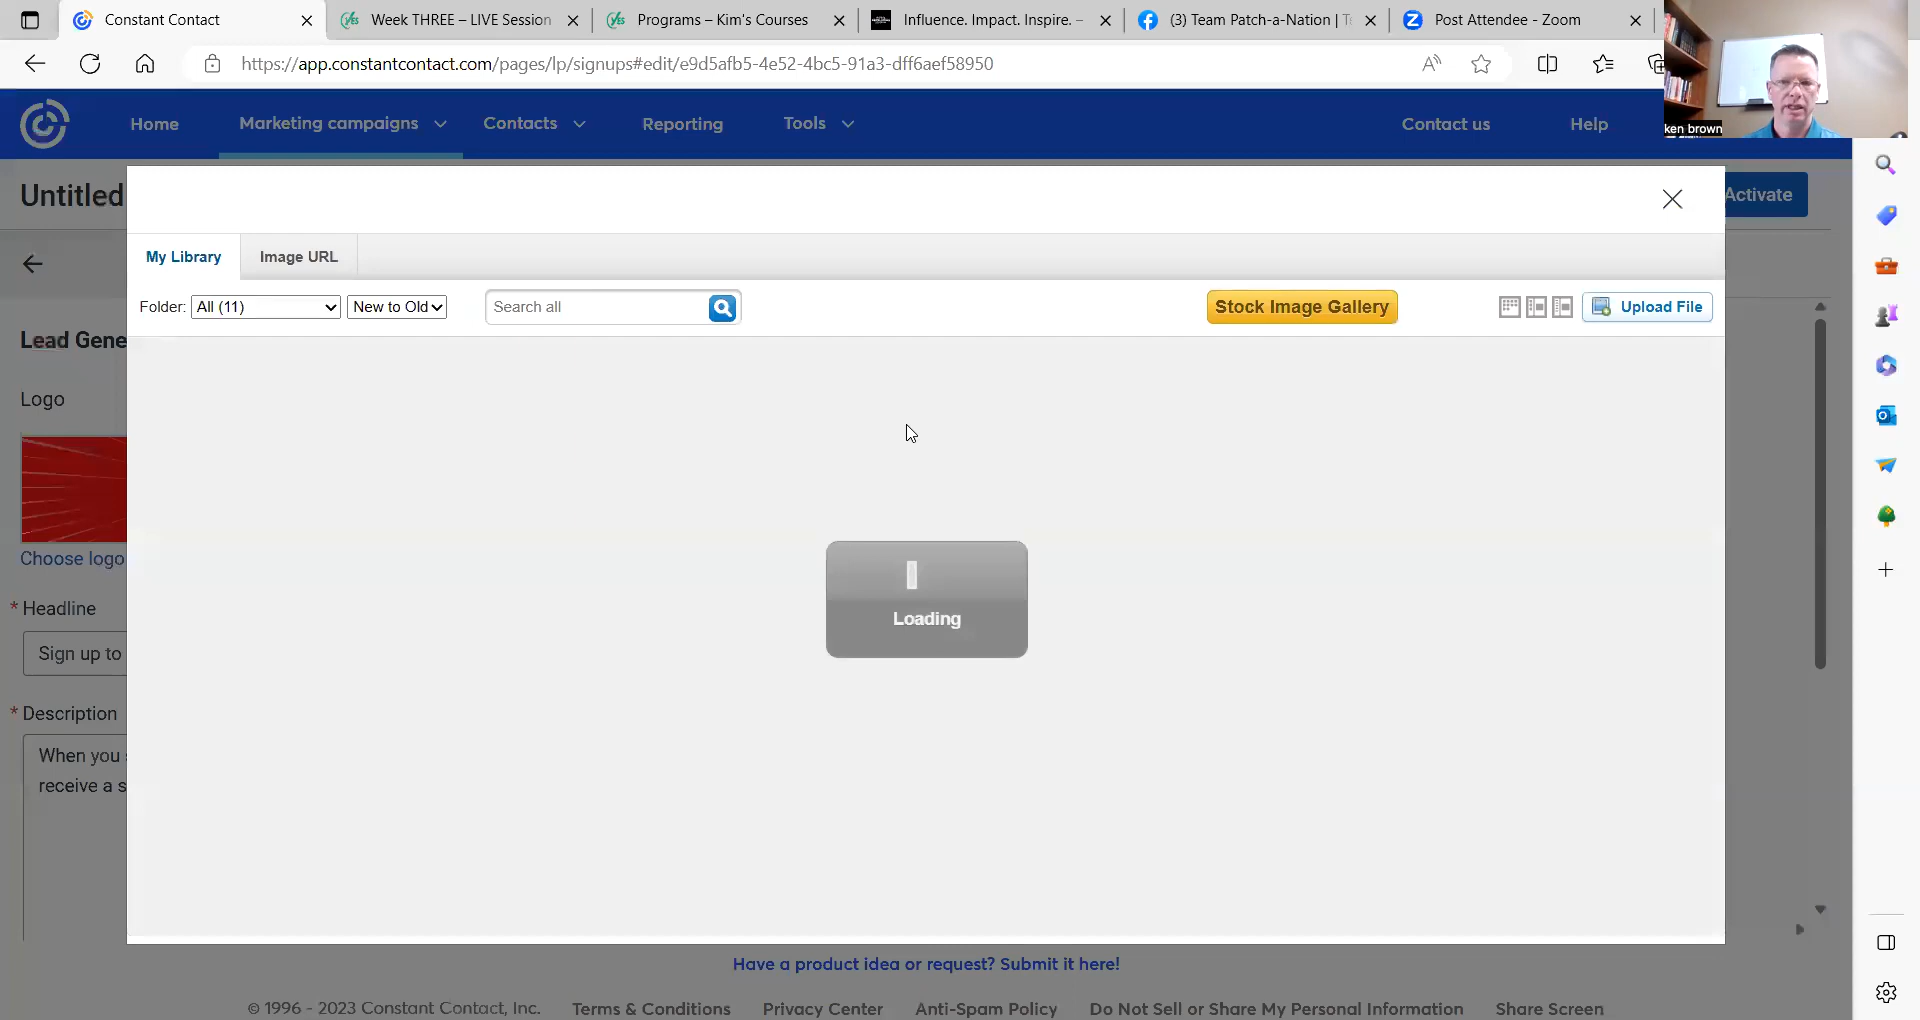 Constant Contact
Week THREE – LIVE Session
Programs – Kim's Courses
Influence. Impact. Inspire. –
(3) Team Patch-a-Nation |
Post Attendee - Zoom
https://app.constantcontact.com/pages/lp/signups#edit/e9d5afb5-4e52-4bc5-91a3-dff6aef58950
ken brown
Home
Marketing campaigns
Contacts
Reporting
Tools
Contact us
Help
Untitled
Activate
My Library
Image URL
Folder: All (11)
New to Old
Search all
Stock Image Gallery
Upload File
Lead Gene
Logo
Choose logo
* Headline
Sign up to
* Description
When you
receive a s
Loading
Have a product idea or request? Submit it here!
© 1996 - 2023 Constant Contact, Inc.
Terms & Conditions
Privacy Center
Anti-Spam Policy
Do Not Sell or Share My Personal Information
Share Screen